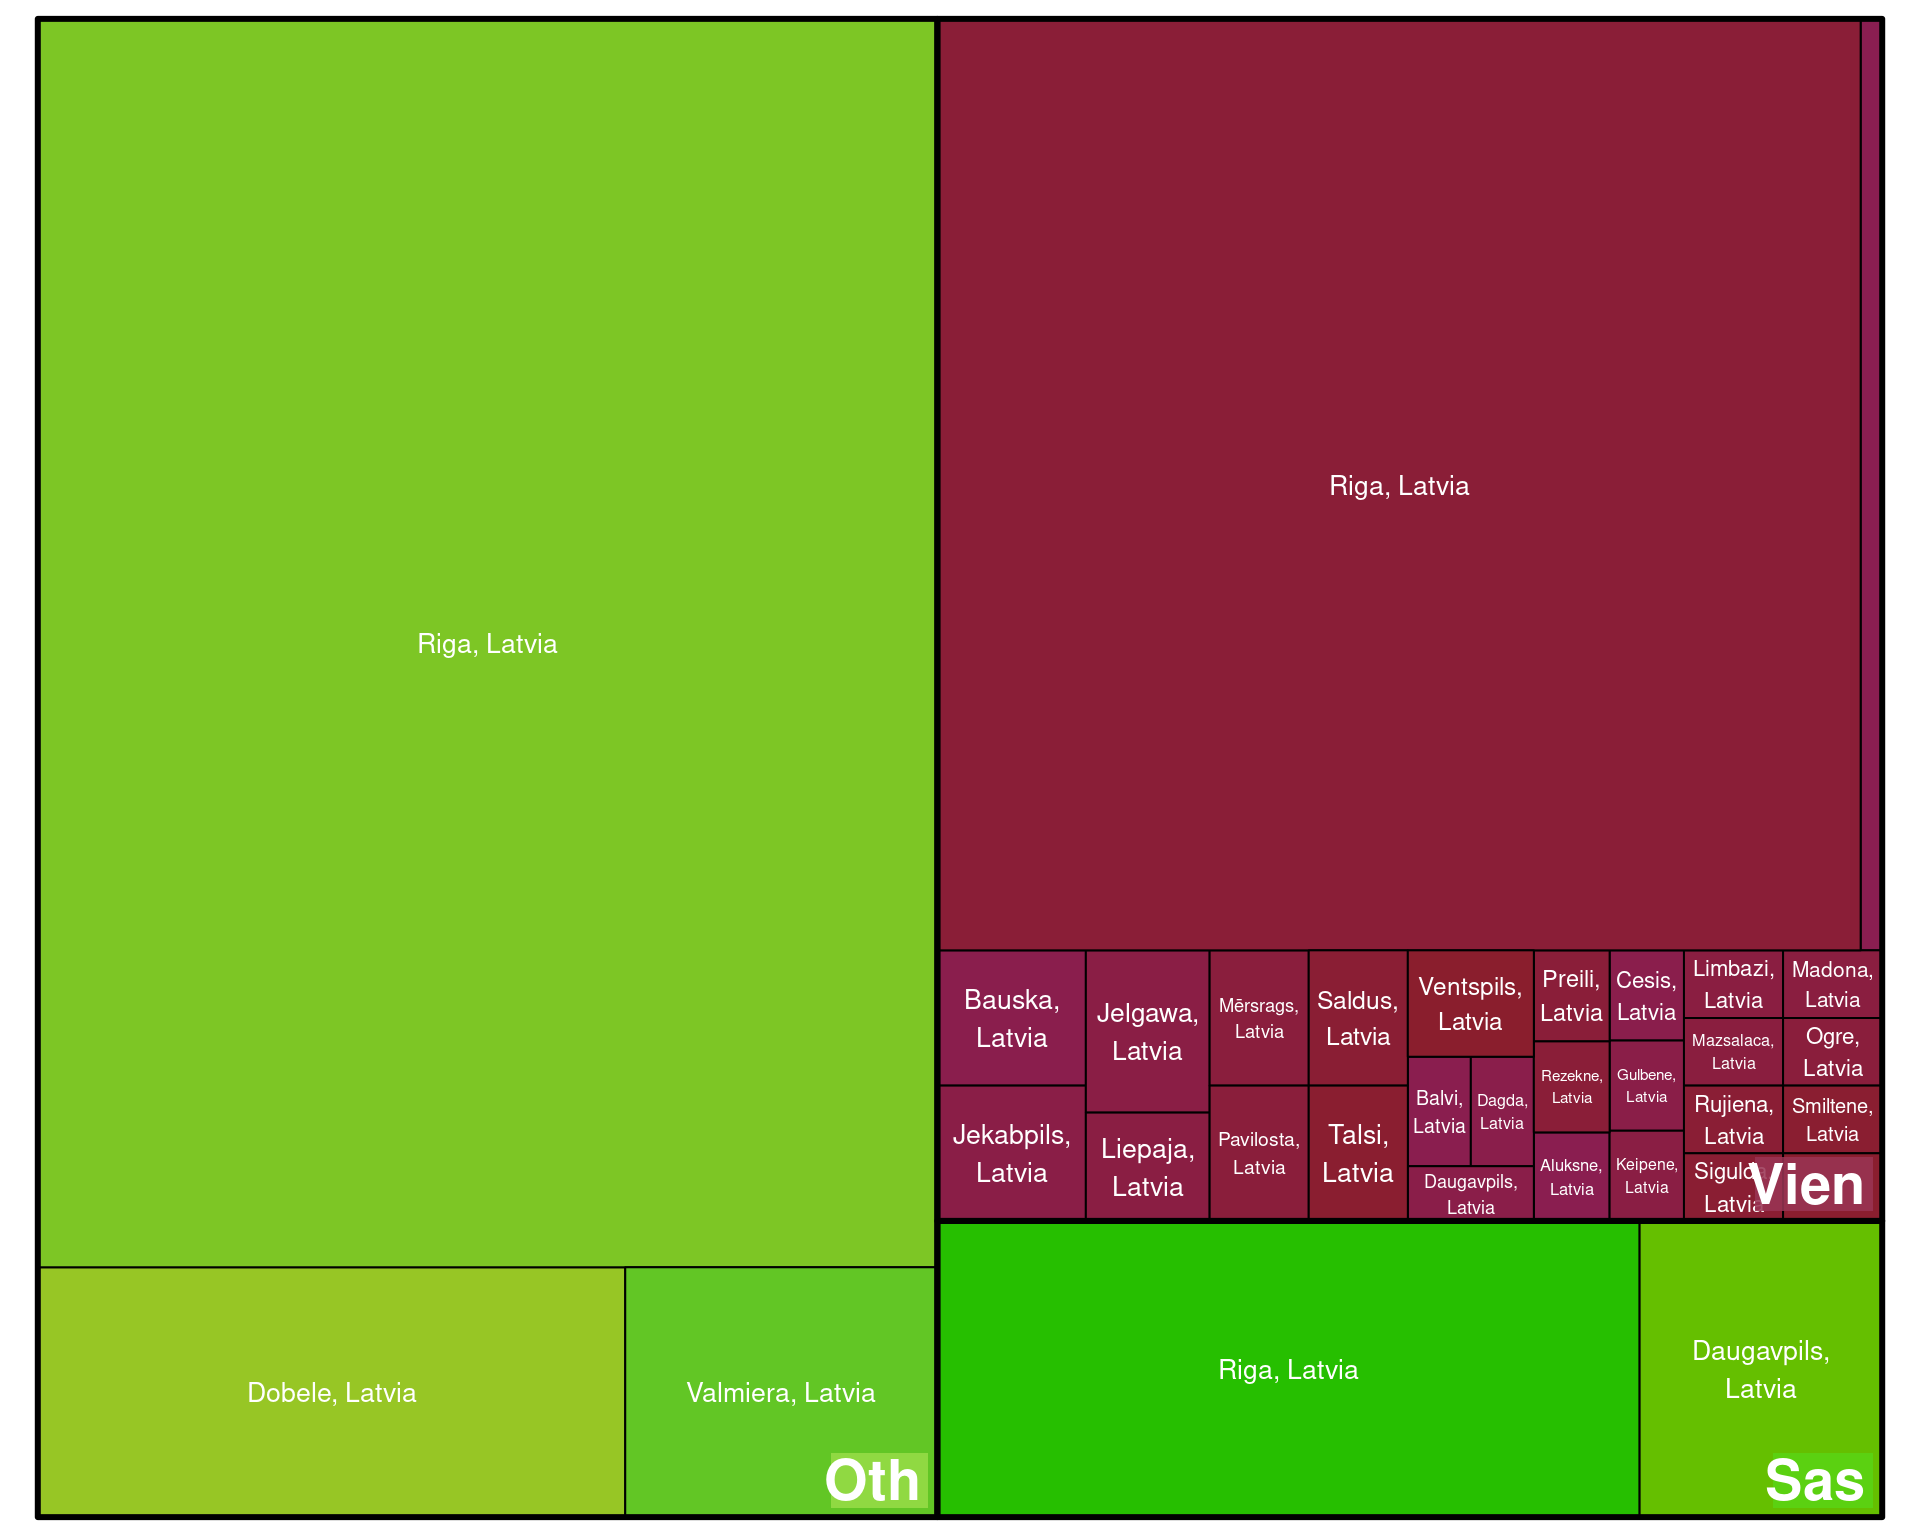 Riga, Latvia
Dobele, Latvia
Valmiera, Latvia
Oth
Riga, Latvia
Bauska,
Latvia
Jekabpils,
Latvia
Jelgawa,
Latvia
Liepaja,
Latvia
Mērsrags,
Latvia
Pavilosta,
Latvia
Saldus,
Latvia
Talsi,
Latvia
Ventspils,
Latvia
Balvi,
Latvia
Dagda,
Latvia
Daugavpils,
Latvia
Preili,
Latvia
Rezekne,
Latvia
Aluksne,
Latvia
Cesis,
Latvia
Gulbene,
Latvia
Keipene,
Latvia
Limbazi,
Latvia
Mazsalaca,
Latvia
Rujiena,
Latvia
Latvia
Madona,
Latvia
Ogre,
Latvia
Smiltene,
Latvia
Vien
Riga, Latvia
Daugavpils,
Latvia
Sas